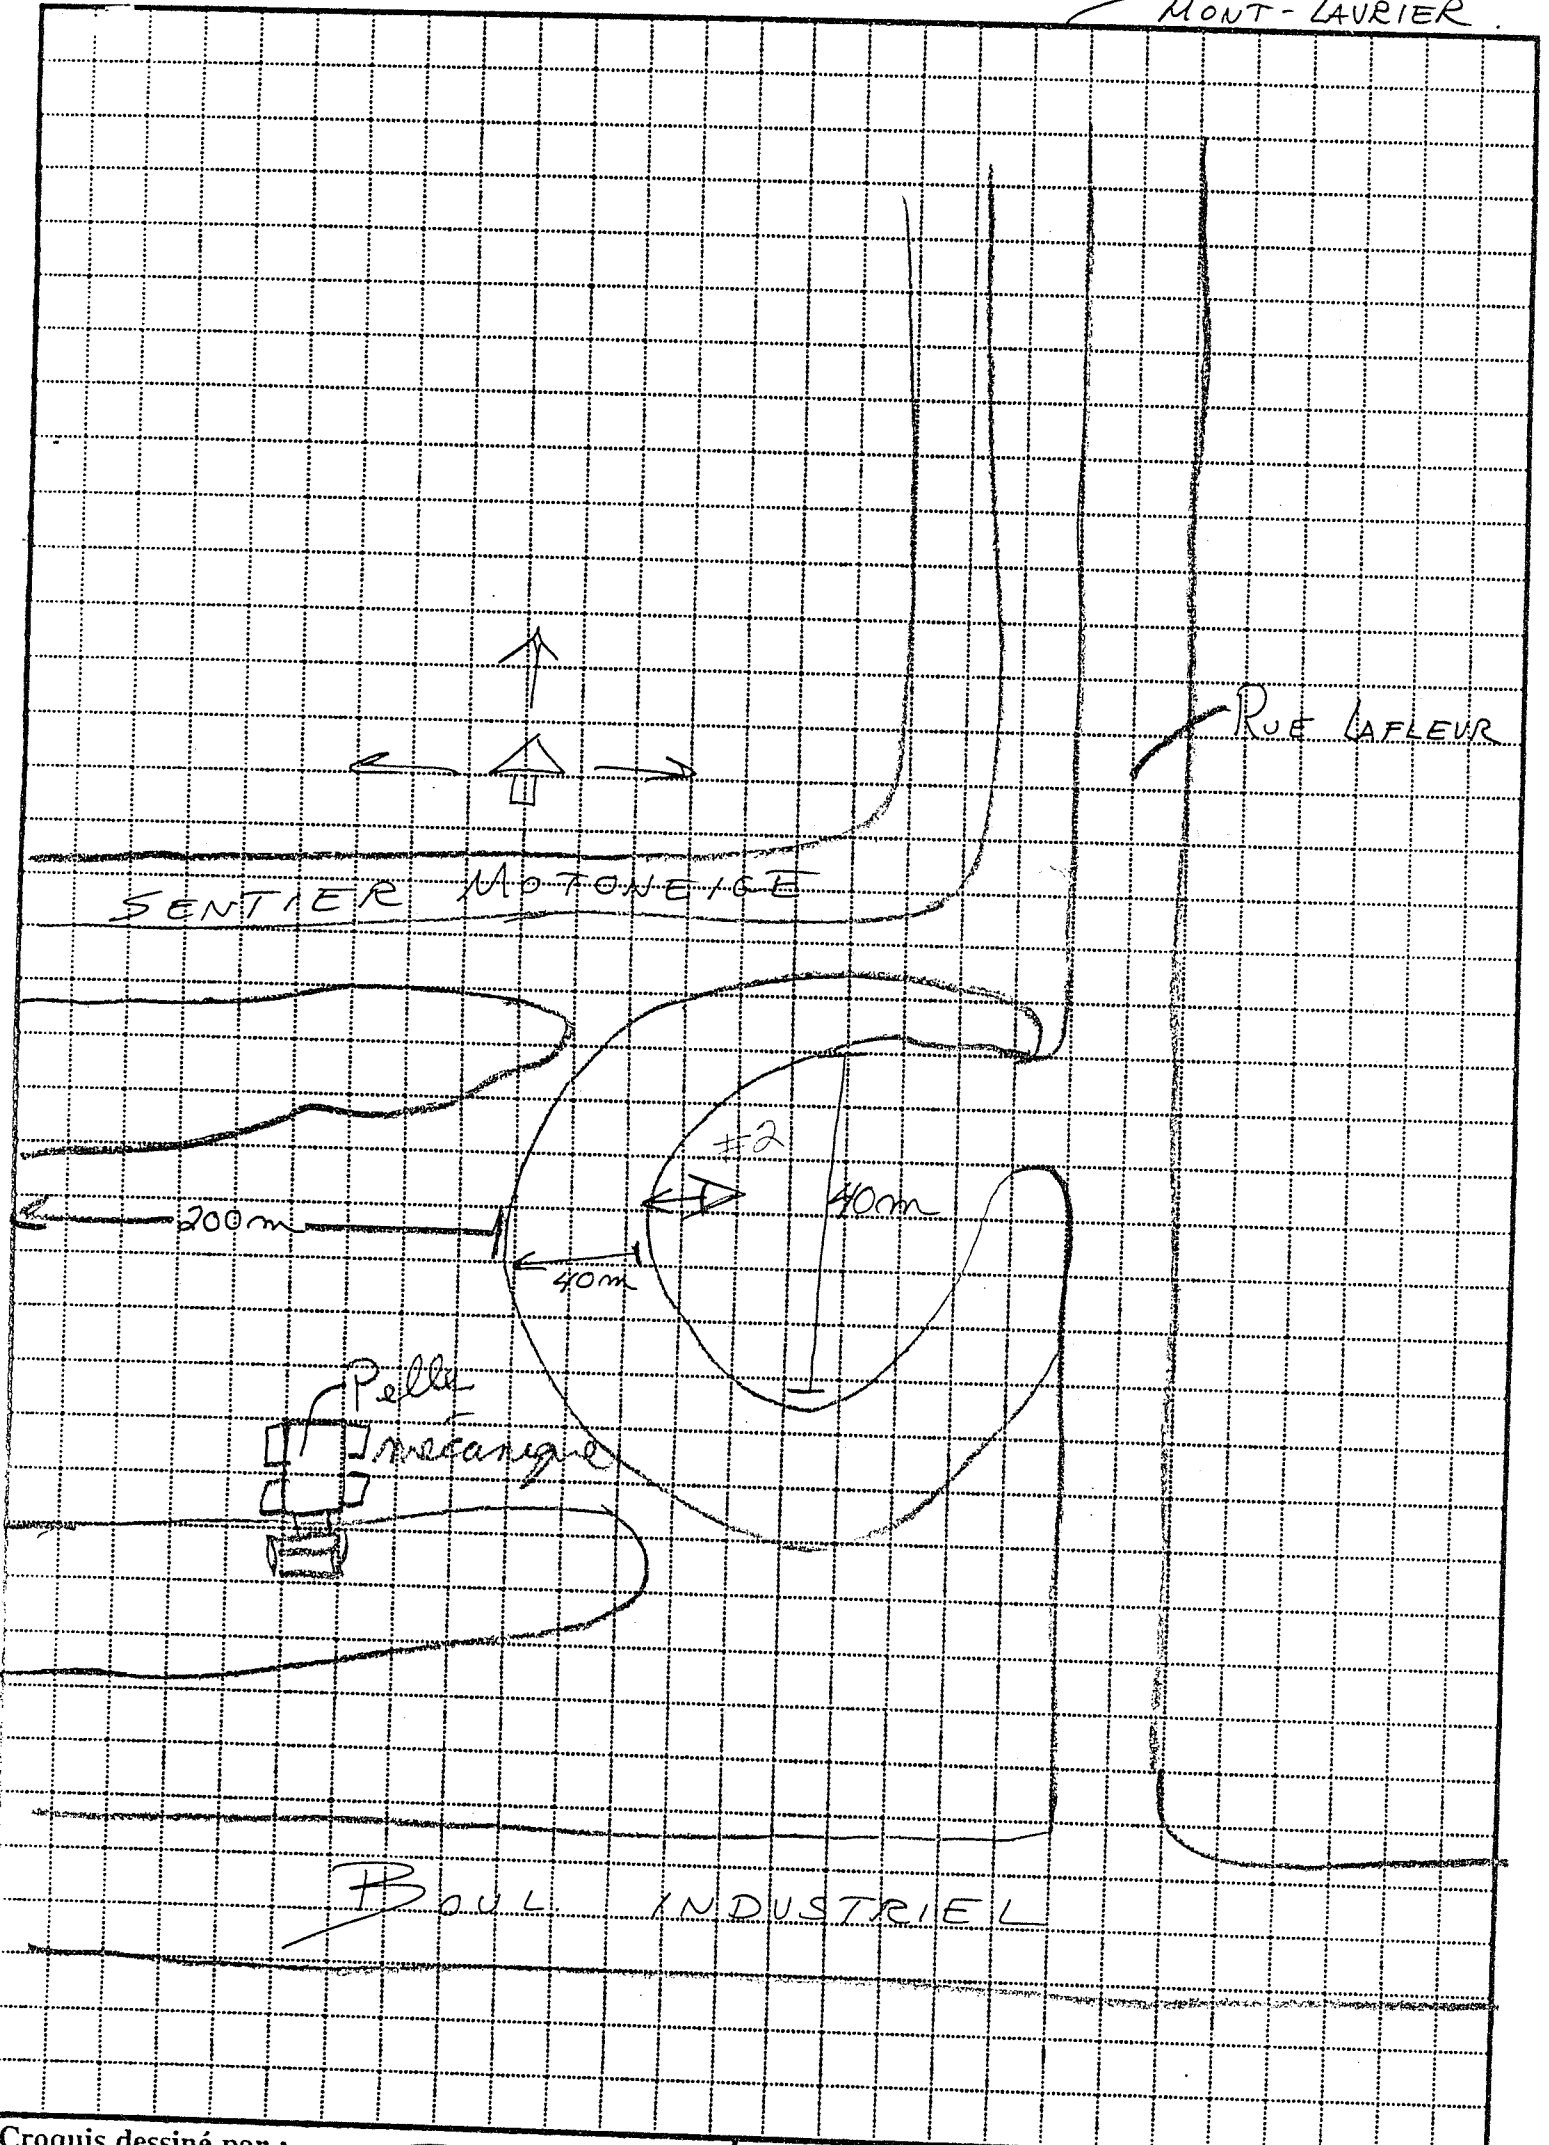 MONT-LAURIER
RUE LAFLEUR
SENTIER MOTONEIGE
#2
200m
40m
40m
Pelle
mécanique
BOUL. INDUSTRIEL
Croquis dessiné par :